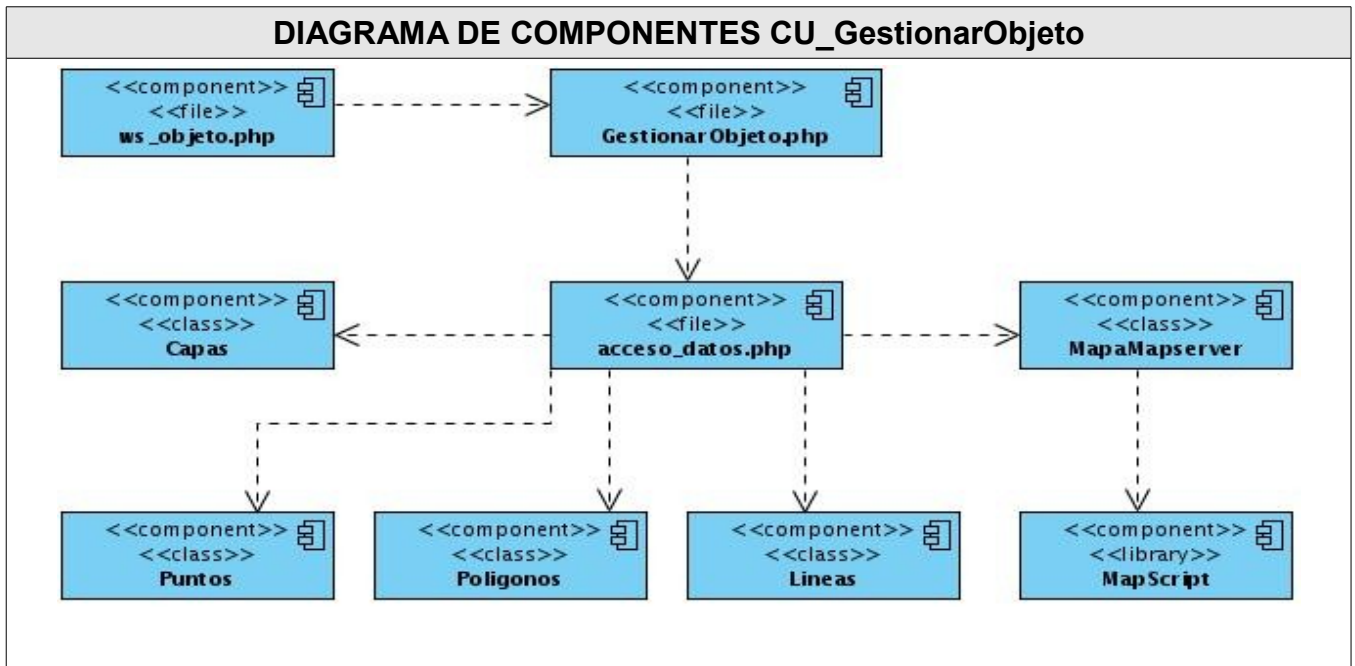 DIAGRAMA DE COMPONENTES CU_GestionarObjeto
<<component>>
<<file>>
ws_objeto.php
<<component>>
<<file>>
GestionarObjeto.php
<<component>>
<<class>>
Capas
<<component>>
<<file>>
acceso_datos.php
<<component>>
<<class>>
MapaMapserver
<<component>>
<<class>>
Puntos
<<component>>
<<class>>
Poligonos
<<component>>
<<class>>
Lineas
<<component>>
<<library>>
MapScript